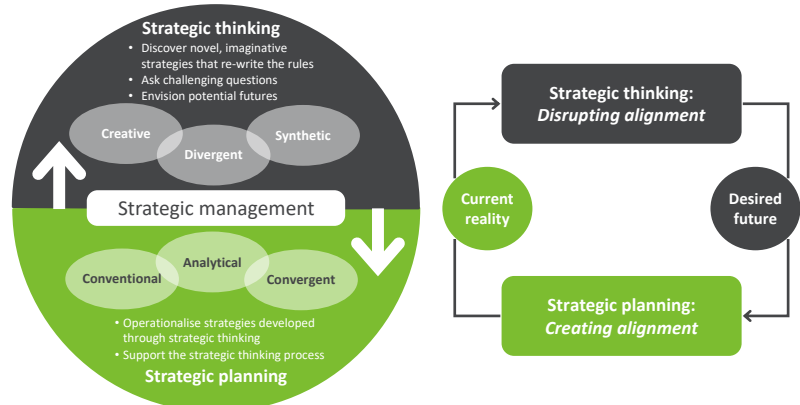 Strategic thinking
• Discover novel, imaginative
strategies that re-write the rules
• Ask challenging questions
• Envision potential futures
Creative
Divergent
Synthetic
Strategic management
Conventional
Analytical
Convergent
• Operationalise strategies developed
through strategic thinking
• Support the strategic thinking process
Strategic planning
Strategic thinking:
Disrupting alignment
Current
reality
Desired
future
Strategic planning:
Creating alignment